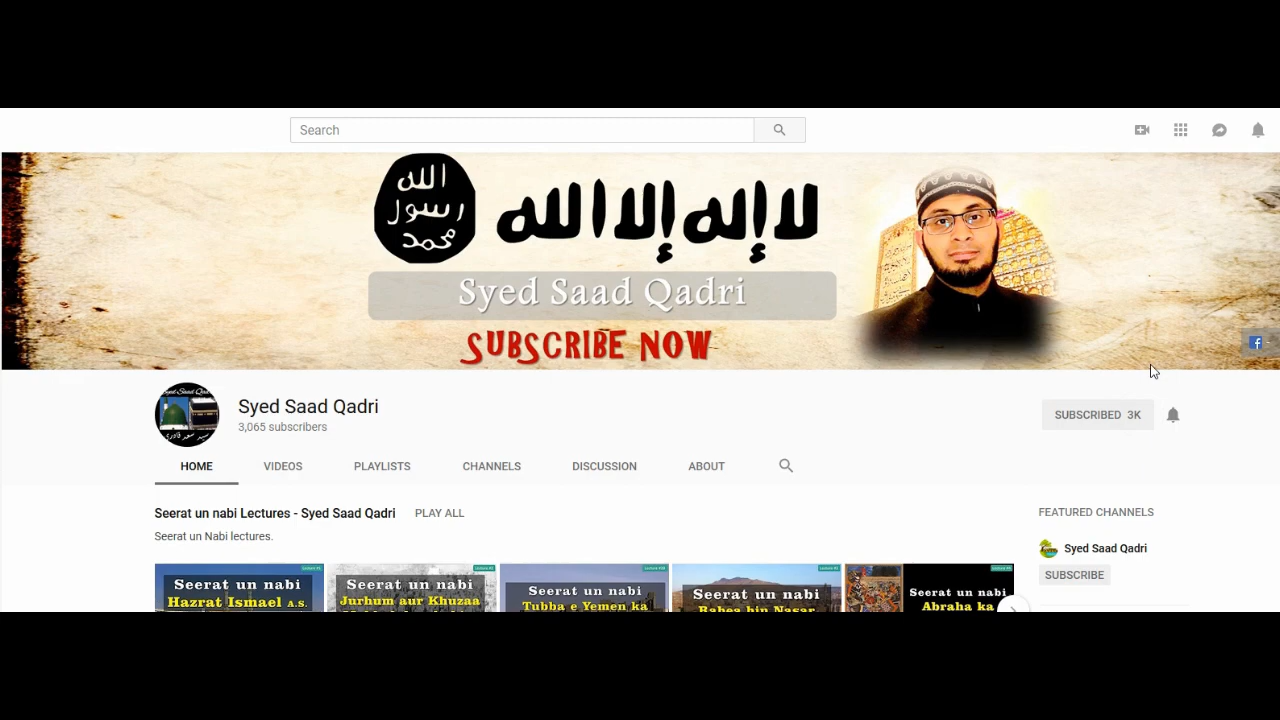 Search
الله
رسول
محمد
لا إله إلا الله
Syed Saad Qadri
SUBSCRIBE NOW
Syed Saad Qadri
3,065 subscribers
SUBSCRIBED 3K
HOME
VIDEOS
PLAYLISTS
CHANNELS
DISCUSSION
ABOUT
Seerat un nabi Lectures - Syed Saad Qadri
PLAY ALL
Seerat un Nabi lectures.
FEATURED CHANNELS
Syed Saad Qadri
SUBSCRIBE
Seerat un nabi
Hazrat Ismael A.S.
Seerat un nabi
Jurhum aur Khuzaa
Seerat un nabi
Tubba e Yemen ka
Seerat un nabi
Rabea bin Nasar
Seerat un nabi
Abraha ka